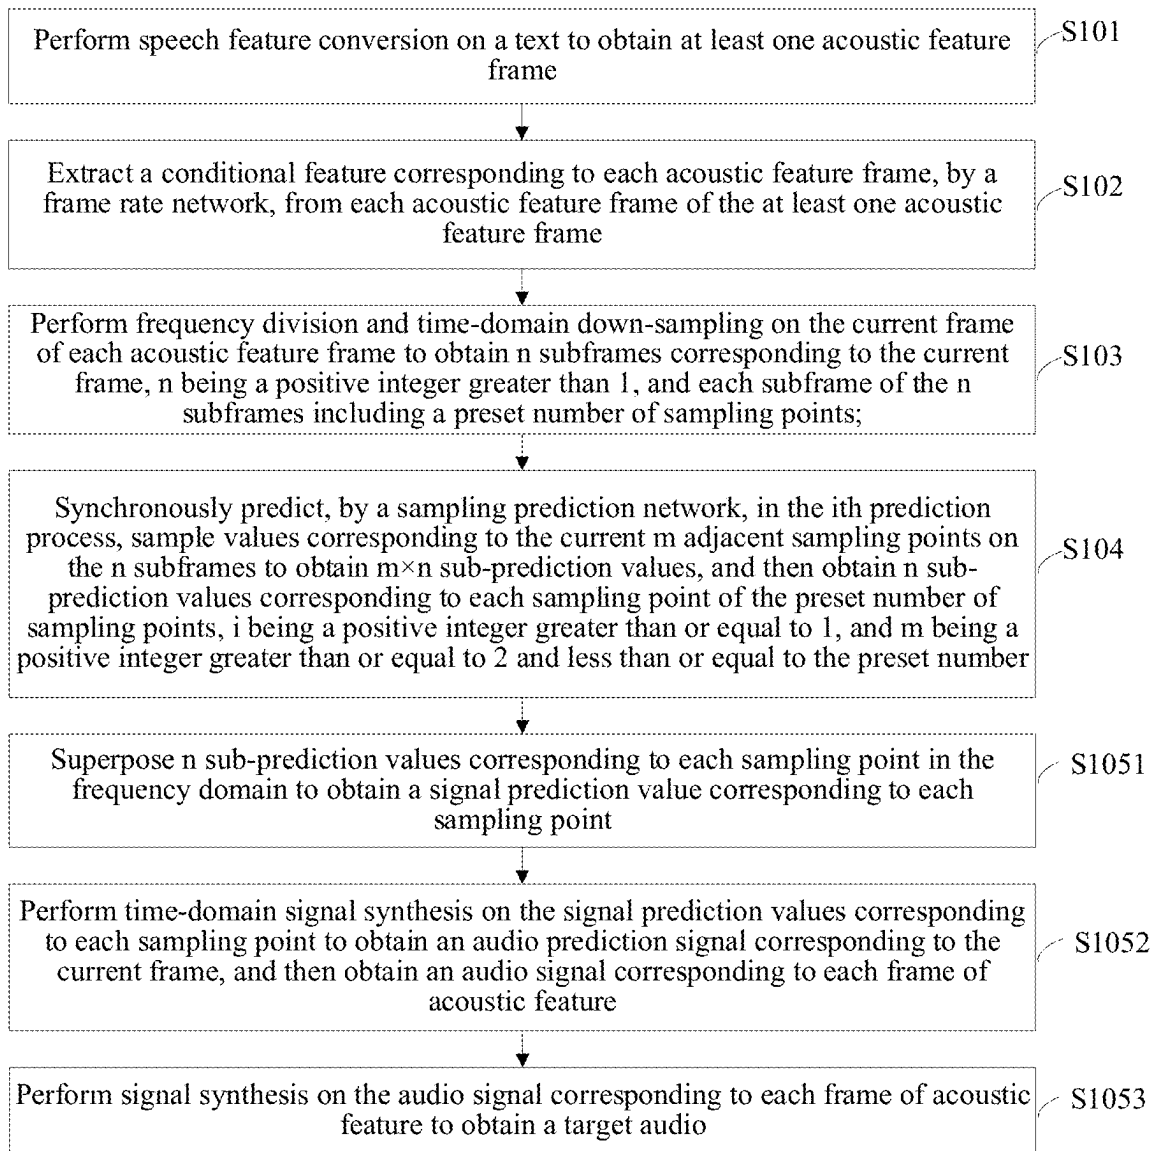 Perform speech feature conversion on a text to obtain at least one acoustic feature
frame
S101
Extract a conditional feature corresponding to each acoustic feature frame, by a
frame rate network, from each acoustic feature frame of the at least one acoustic
feature frame
S102
Perform frequency division and time-domain down-sampling on the current frame
of each acoustic feature frame to obtain n subframes corresponding to the current
frame, n being a positive integer greater than 1, and each subframe of the n
subframes including a preset number of sampling points;
S103
Synchronously predict, by a sampling prediction network, in the ith prediction
process, sample values corresponding to the current m adjacent sampling points on
the n subframes to obtain m×n sub-prediction values, and then obtain n sub-
prediction values corresponding to each sampling point of the preset number of
sampling points, i being a positive integer greater than or equal to 1, and m being a
positive integer greater than or equal to 2 and less than or equal to the preset number
S104
Superpose n sub-prediction values corresponding to each sampling point in the
frequency domain to obtain a signal prediction value corresponding to each
sampling point
S1051
Perform time-domain signal synthesis on the signal prediction values corresponding
to each sampling point to obtain an audio prediction signal corresponding to the
current frame, and then obtain an audio signal corresponding to each frame of
acoustic feature
S1052
Perform signal synthesis on the audio signal corresponding to each frame of acoustic
feature to obtain a target audio
S1053